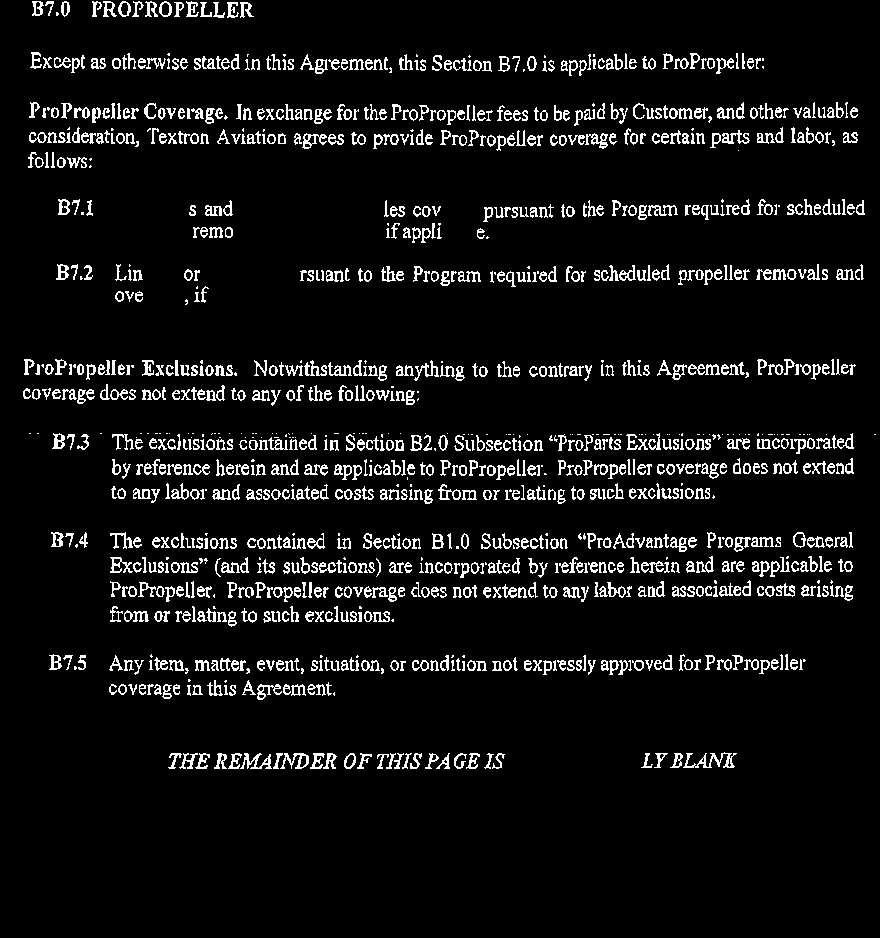 B7.0 PROPROPELLER
Except as otherwise stated in this Agreement, this Section B7.0 is applicable to ProPropeller:
ProPropeller Coverage. In exchange for the ProPropeller fees to be paid by Customer, and other valuable
consideration, Textron Aviation agrees to provide ProPropeller coverage for certain parts and labor, as
follows:
B7.1 s and les cov pursuant to the Program required for scheduled
remo if appli e.
B7.2 Lin or rsuant to the Program required for scheduled propeller removals and
ove , if
ProPropeller Exclusions. Notwithstanding anything to the contrary in this Agreement, ProPropeller
coverage does not extend to any of the following:
B7.3 The exclusions contained in Section B2.0 Subsection “ProParts Exclusions” are incorporated
by reference herein and are applicable to ProPropeller. ProPropeller coverage does not extend
to any labor and associated costs arising from or relating to such exclusions.
B7.4 The exclusions contained in Section B1.0 Subsection “ProAdvantage Programs General
Exclusions” (and its subsections) are incorporated by reference herein and are applicable to
ProPropeller. ProPropeller coverage does not extend to any labor and associated costs arising
from or relating to such exclusions.
B7.5 Any item, matter, event, situation, or condition not expressly approved for ProPropeller
coverage in this Agreement.
THE REMAINDER OF THIS PAGE IS LY BLANK